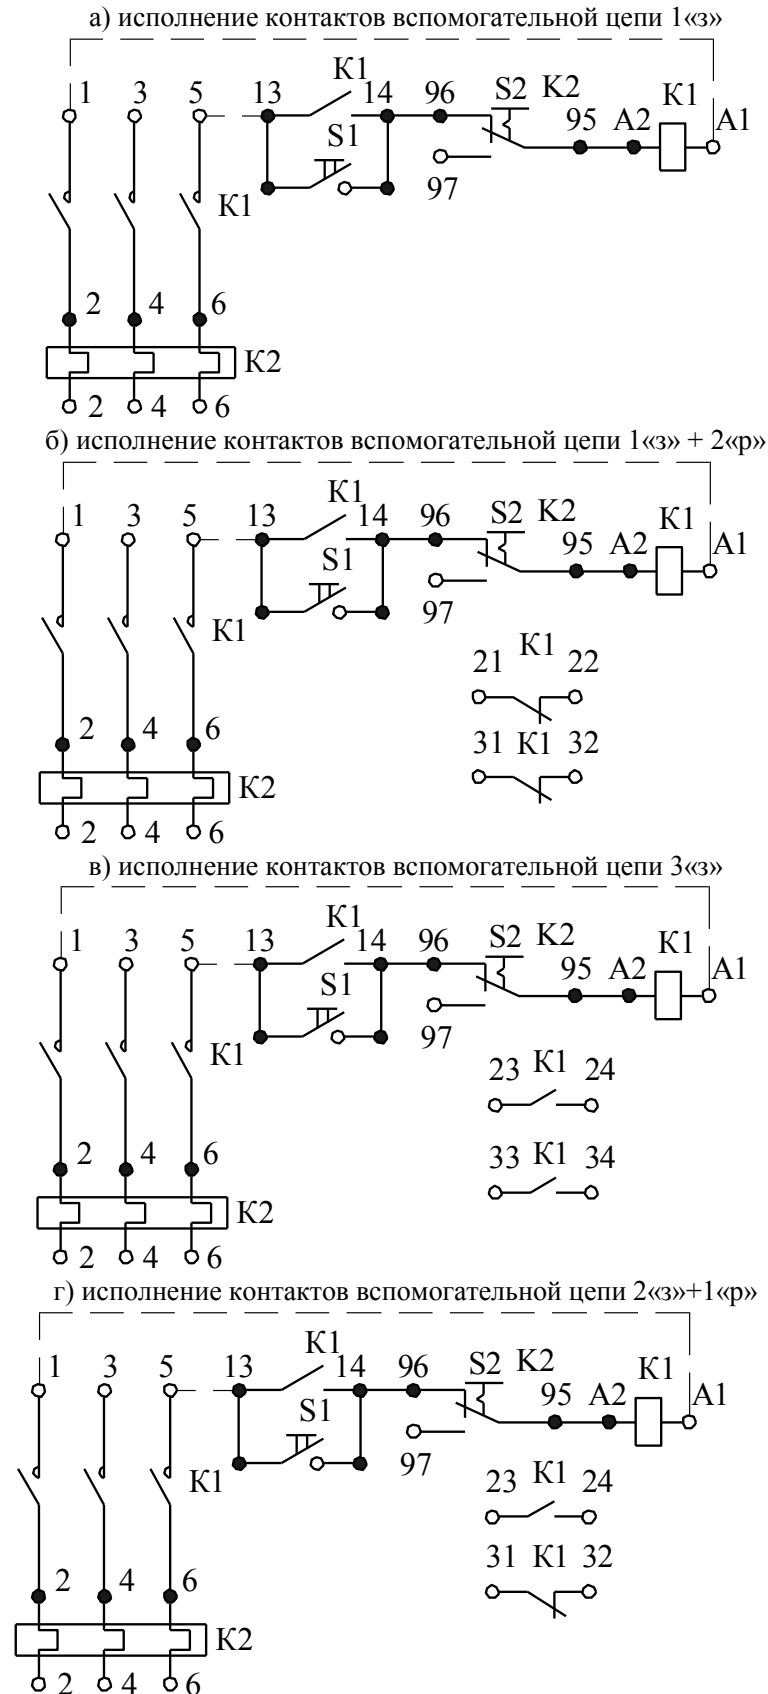 а) исполнение контактов вспомогательной цепи 1«з»
1 3 5 13 К1 14 96 S2 К2 К1
S1 95 А2 А1
97
К1
2 4 6
К2
2 4 6
б) исполнение контактов вспомогательной цепи 1«з» + 2«р»
1 3 5 13 К1 14 96 S2 К2 К1
S1 95 А2 А1
97
К1
21 К1 22
2 4 6
31 К1 32
К2
2 4 6
в) исполнение контактов вспомогательной цепи 3«з»
1 3 5 13 К1 14 96 S2 К2 К1
S1 95 А2 А1
97
К1
23 К1 24
2 4 6
33 К1 34
К2
2 4 6
г) исполнение контактов вспомогательной цепи 2«з»+1«р»
1 3 5 13 К1 14 96 S2 К2 К1
S1 95 А2 А1
97
К1
23 К1 24
2 4 6
31 К1 32
К2
2 4 6